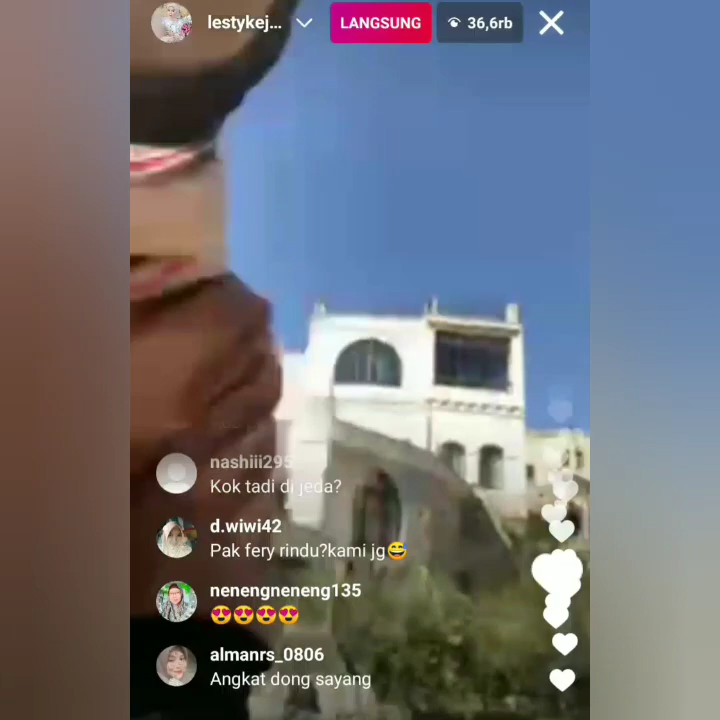 lestykej...
LANGSUNG
36,6rb
nashiii295
Kok tadi di jeda?
d.wiwi42
Pak fery rindu?kami jg😅
nenengneneng135
😍😍😍😍
almanrs_0806
Angkat dong sayang